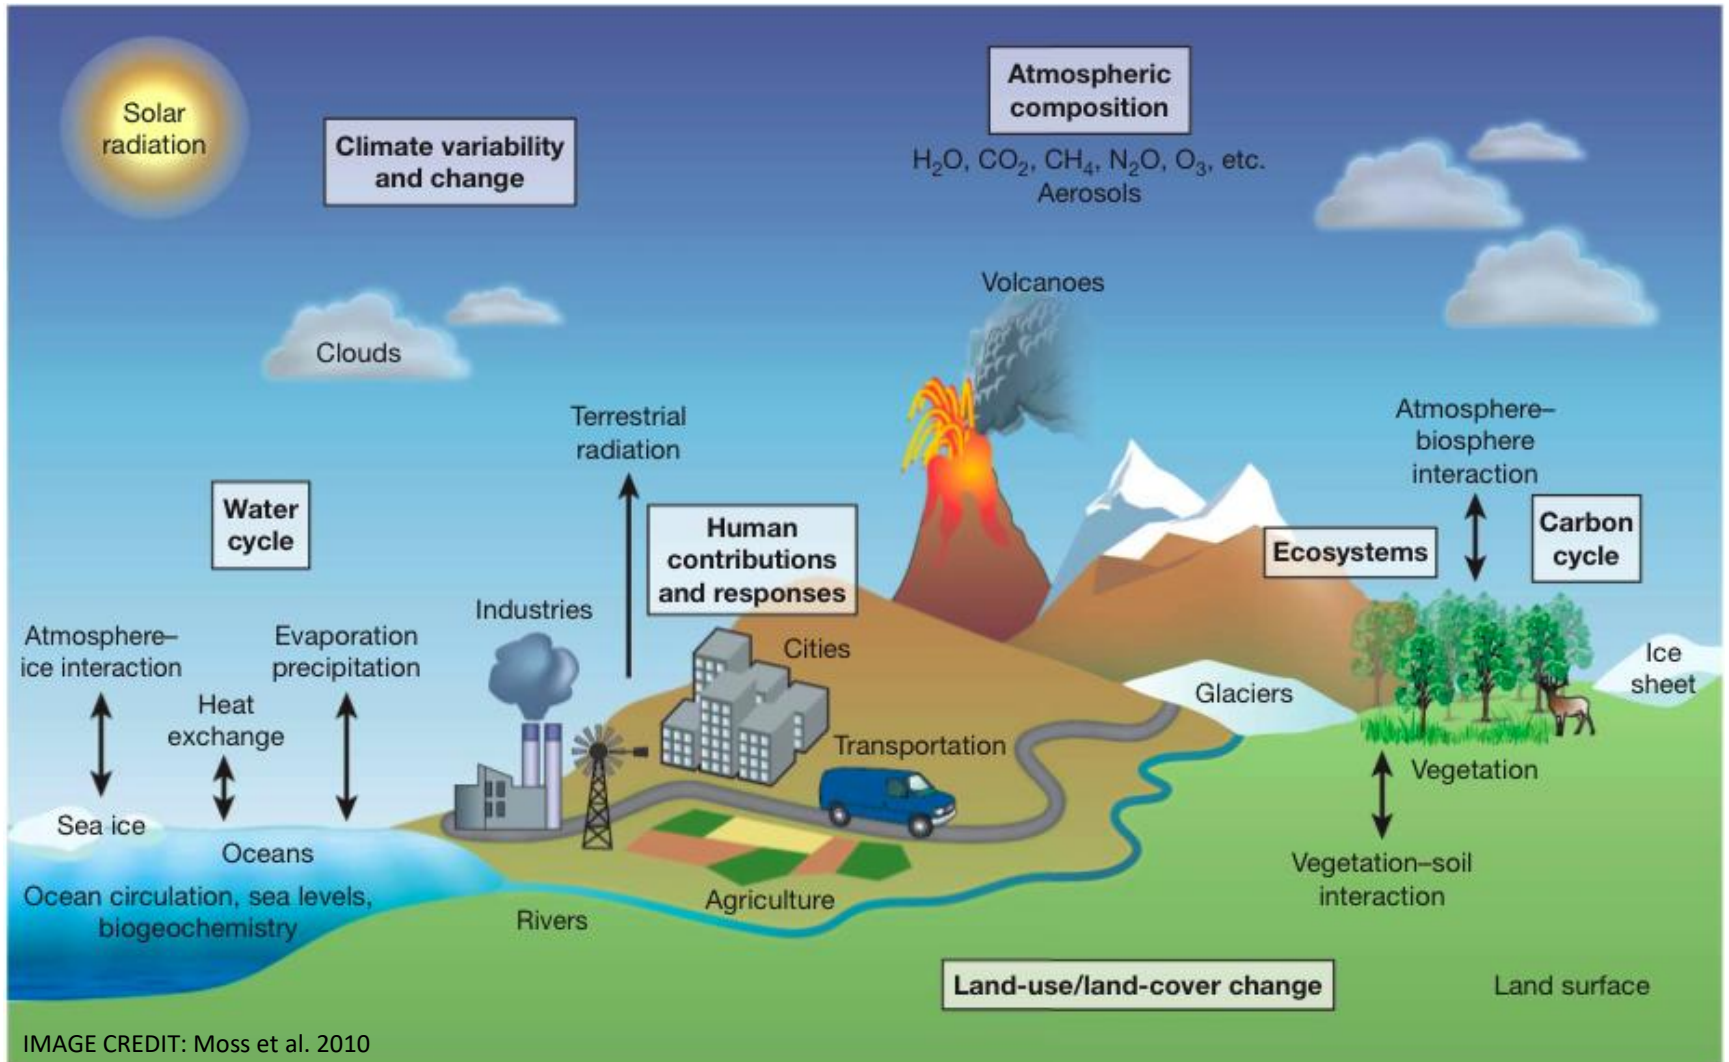 Solar
radiation
Climate variability
and change
Atmospheric
composition
H₂O, CO₂, CH₄, N₂O, O₃, etc.
Aerosols
Volcanoes
Clouds
Terrestrial
radiation
Atmosphere–
biosphere
interaction
Water
cycle
Human
contributions
and responses
Ecosystems
Carbon
cycle
Industries
Atmosphere–
ice interaction
Evaporation
precipitation
Heat
exchange
Cities
Glaciers
Ice
sheet
Transportation
Vegetation
Sea ice
Oceans
Ocean circulation, sea levels,
biogeochemistry
Rivers
Agriculture
Vegetation–soil
interaction
Land-use/land-cover change
Land surface
IMAGE CREDIT: Moss et al. 2010